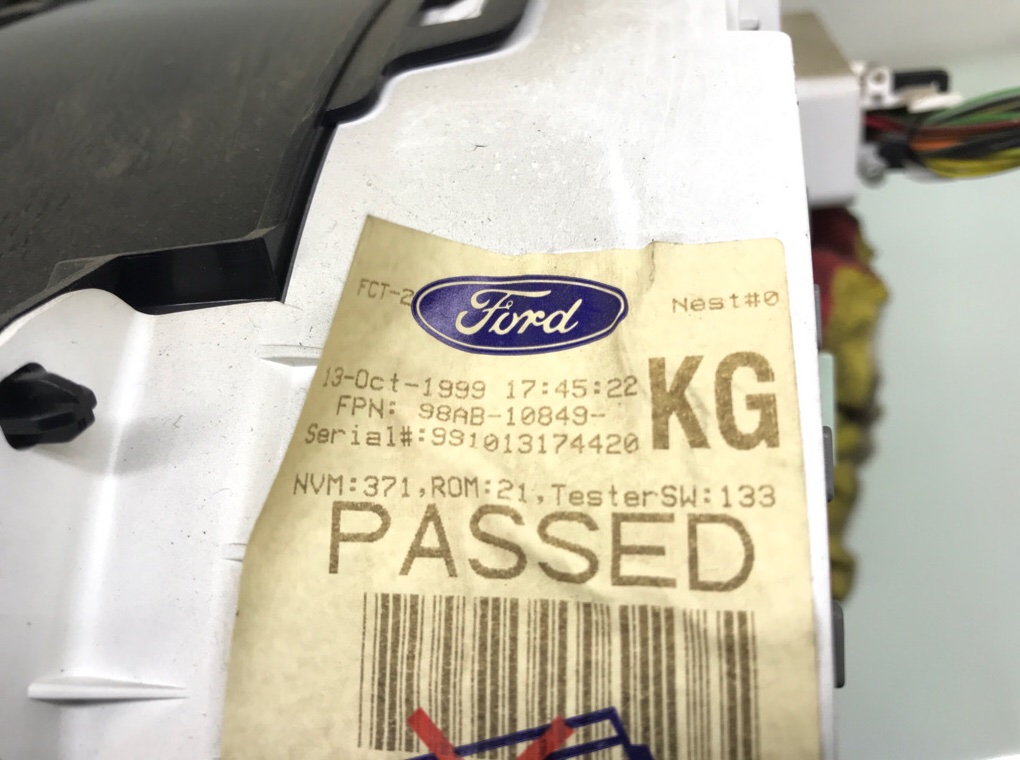 FCT-2 Ford Nest#0
13-Oct-1999 17:45:22
FPN: 98AB-10849- KG
Serial#:991013174420
NVM:371,ROM:21,TesterSW:133
PASSED